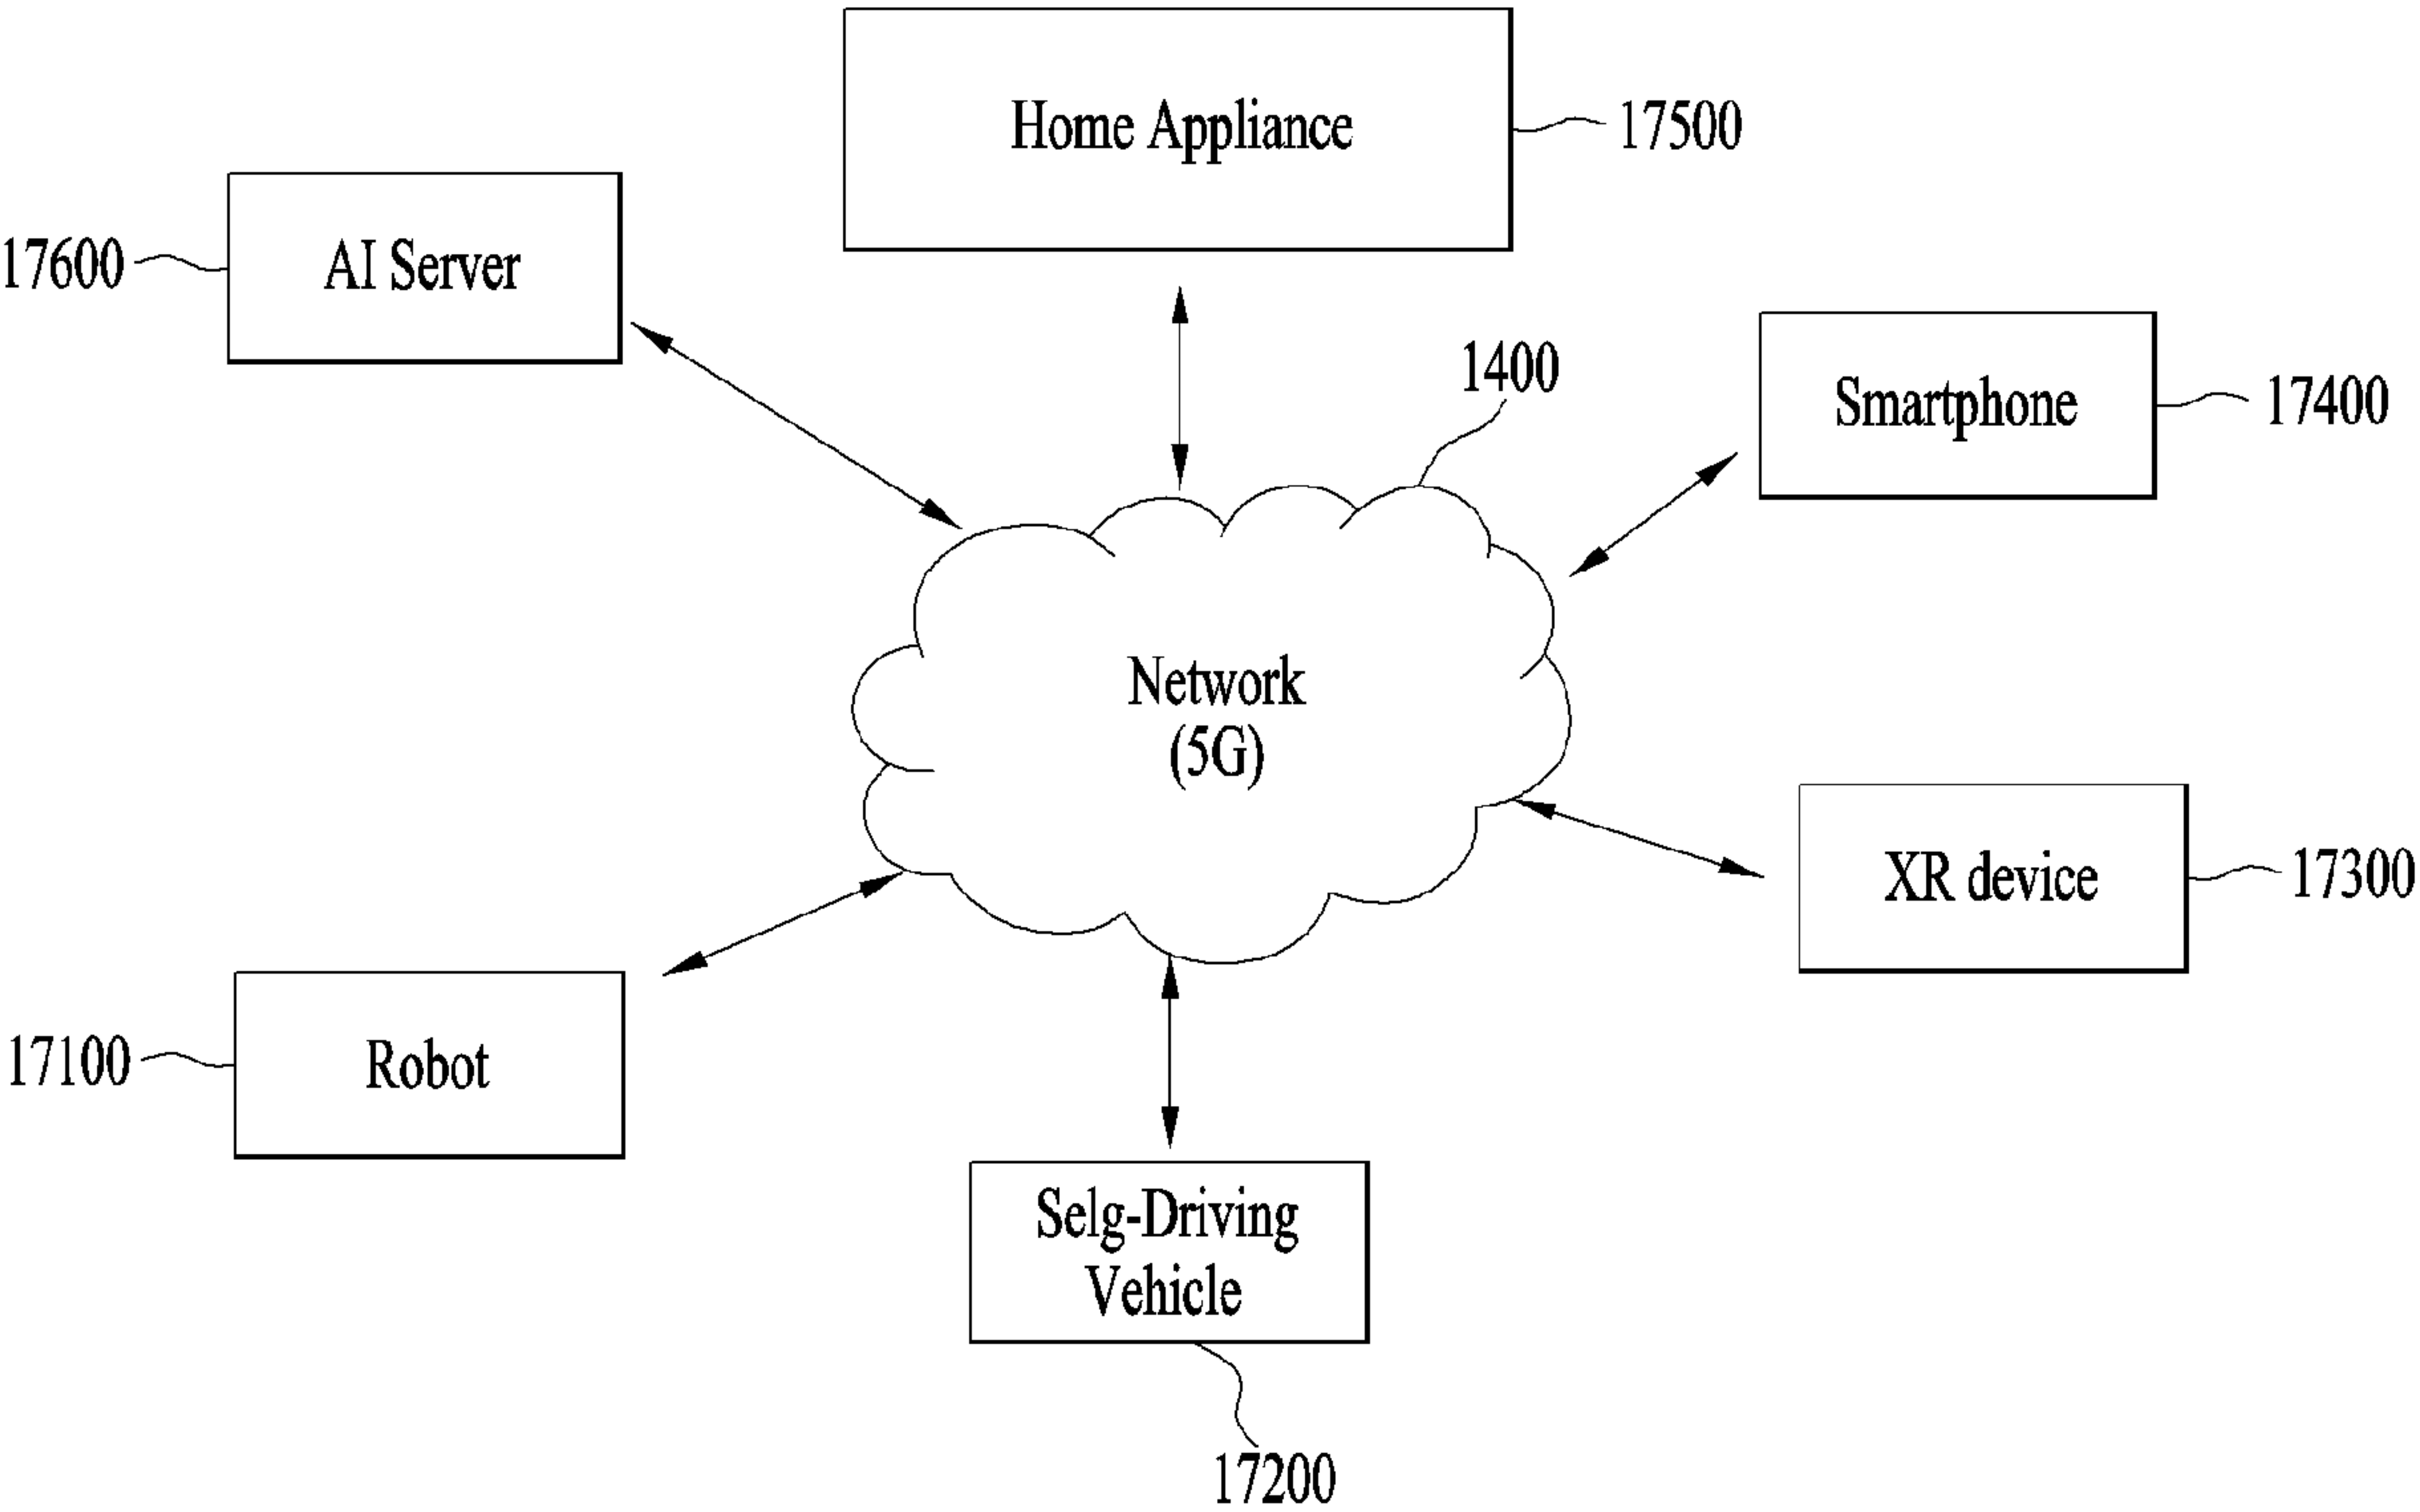 Home Appliance
17500
17600
AI Server
1400
Smartphone
17400
Network
(5G)
XR device
17300
17100
Robot
Selg-Driving
Vehicle
17200